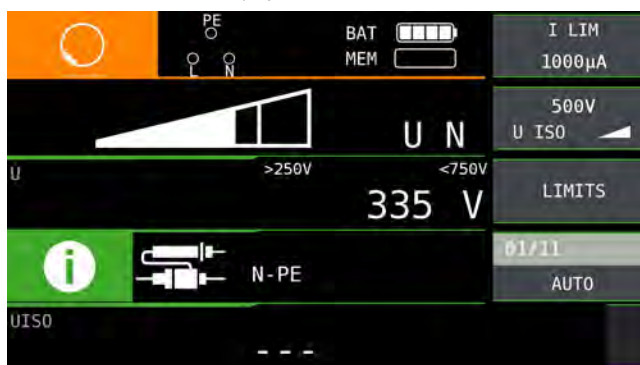 PE
L N
BAT
MEM
I LIM
1000µA
U N
500V
U ISO
U >250V <750V
335 V
LIMITS
i
N-PE
01/11
AUTO
UISO
---